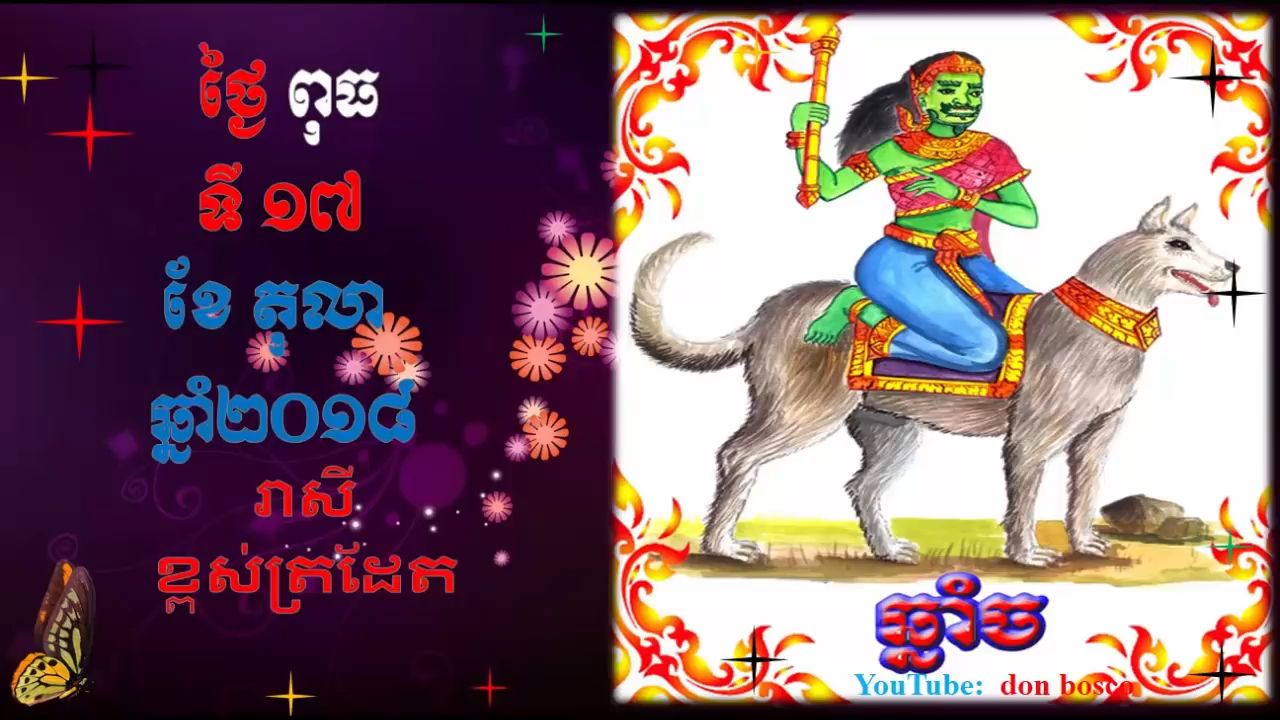 ថ្ងៃ ពុធ
ទី ១៧
ខែ តុលា
ឆ្នាំ២០១៨
រាសី
ខ្ពស់ត្រដែត
ឆ្នាំច
YouTube: don bosco